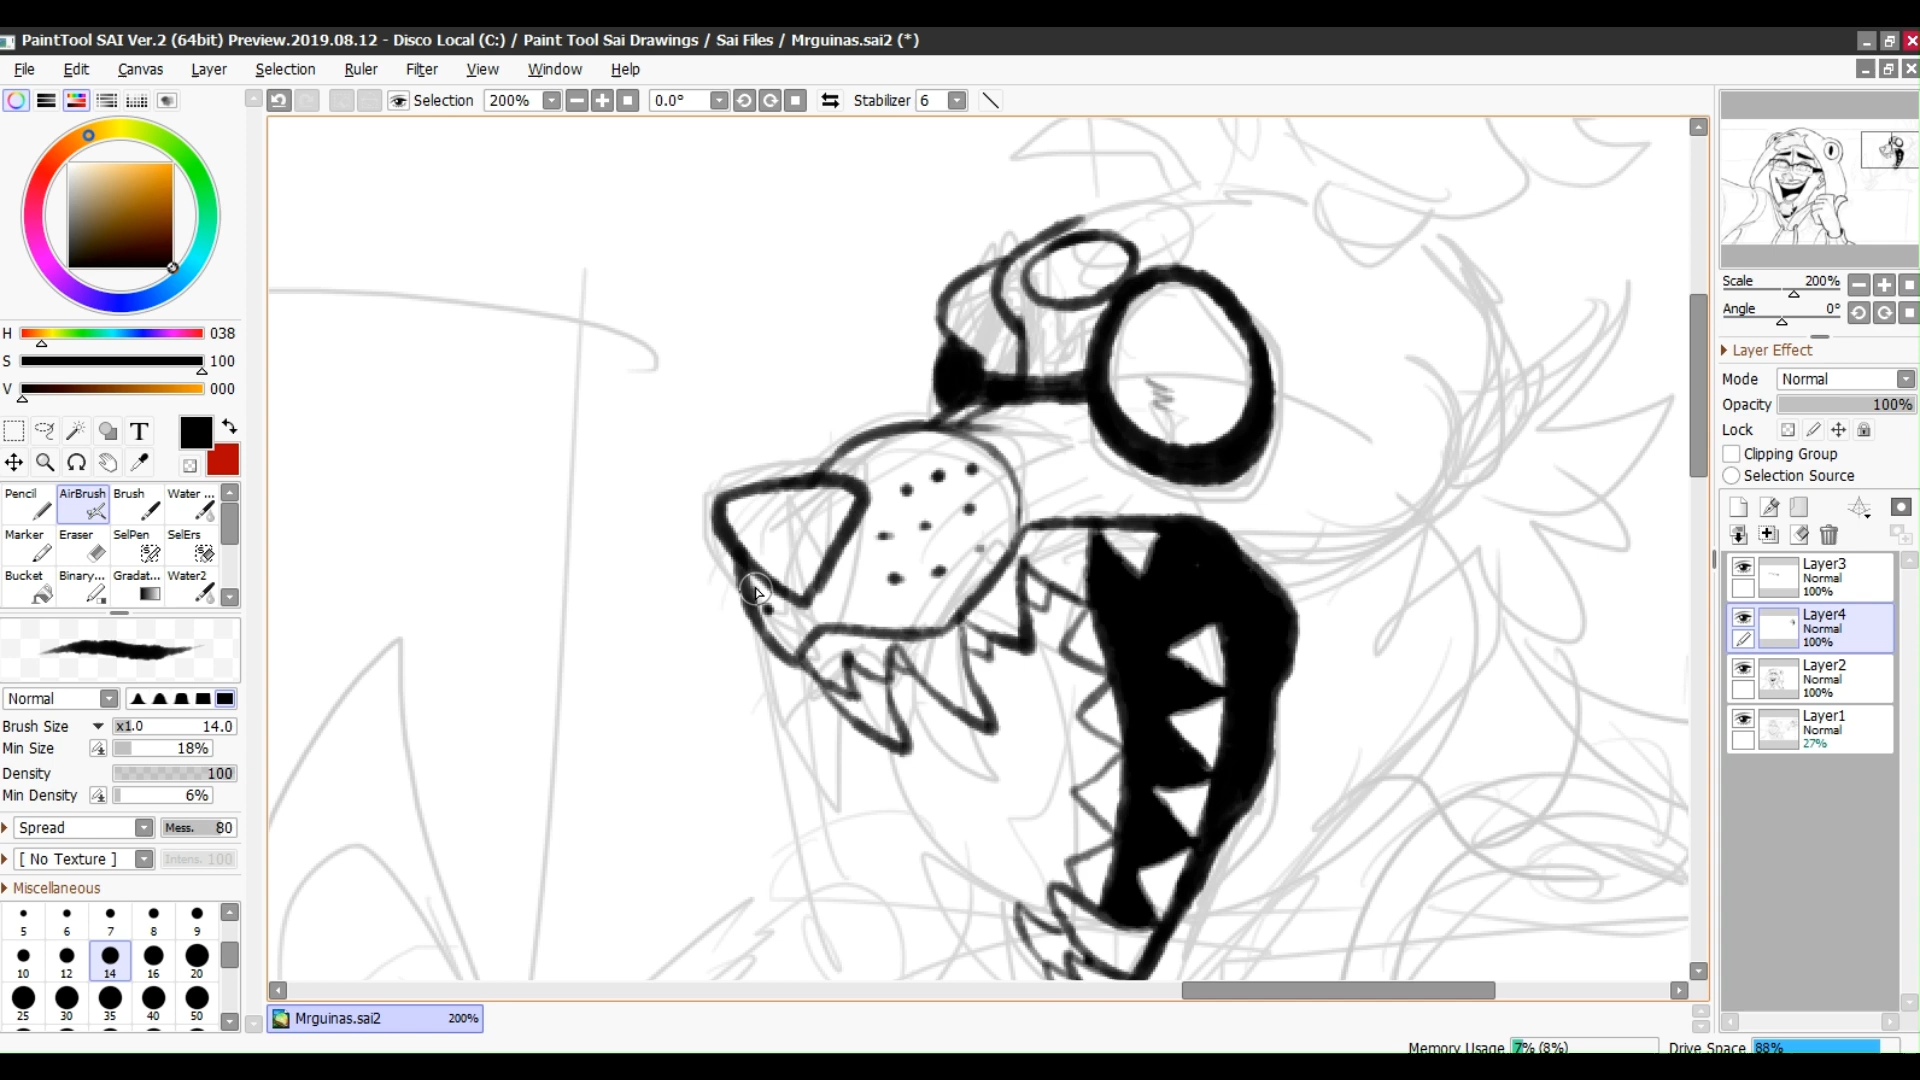 PaintTool SAI Ver.2 (64bit) Preview.2019.08.12 - Disco Local (C:) / Paint Tool Sai Drawings / Sai Files / Mrguinas.sai2 (*)
File Edit Canvas Layer Selection Ruler Filter View Window Help
Selection 200% 0.0° Stabilizer 6
H 038
S 100
V 000
T
Pencil AirBrush Brush Water ...
Marker Eraser SelPen SelErs
Bucket Binary... Gradat... Water2
Normal
Brush Size x1.0 14.0
Min Size 18%
Density 100
Min Density 6%
Spread Mess. 80
[ No Texture ] Intens. 100
Miscellaneous
5 6 7 8 9
10 12 14 16 20
25 30 35 40 50
Mrguinas.sai2 200%
Scale 200%
Angle 0°
Layer Effect
Mode Normal
Opacity 100%
Lock
Clipping Group
Selection Source
Layer3
Normal
100%
Layer4
Normal
100%
Layer2
Normal
100%
Layer1
Normal
27%
Memory Usage 7% (8%) Drive Space 88%